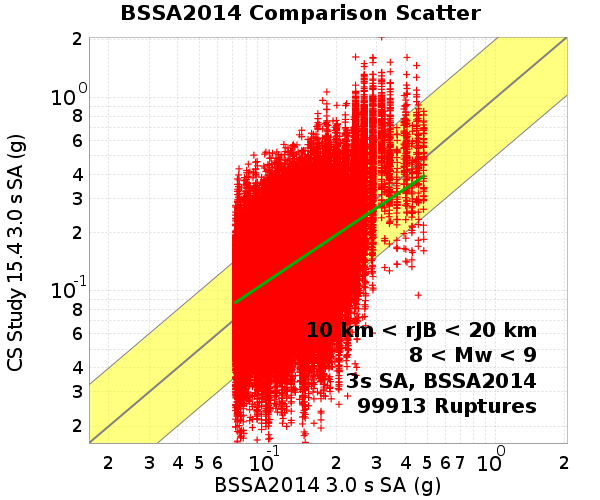 BSSA2014 Comparison Scatter
CS Study 15.4 3.0 s SA (g)
2
10^0
8
6
4
3
2
10^-1
8
6
4
3
2
10 km < rJB < 20 km
8 < Mw < 9
3s SA, BSSA2014
99913 Ruptures
2 3 4 5 6 10^-1 2 3 4 5 6 7 10^0 2
BSSA2014 3.0 s SA (g)